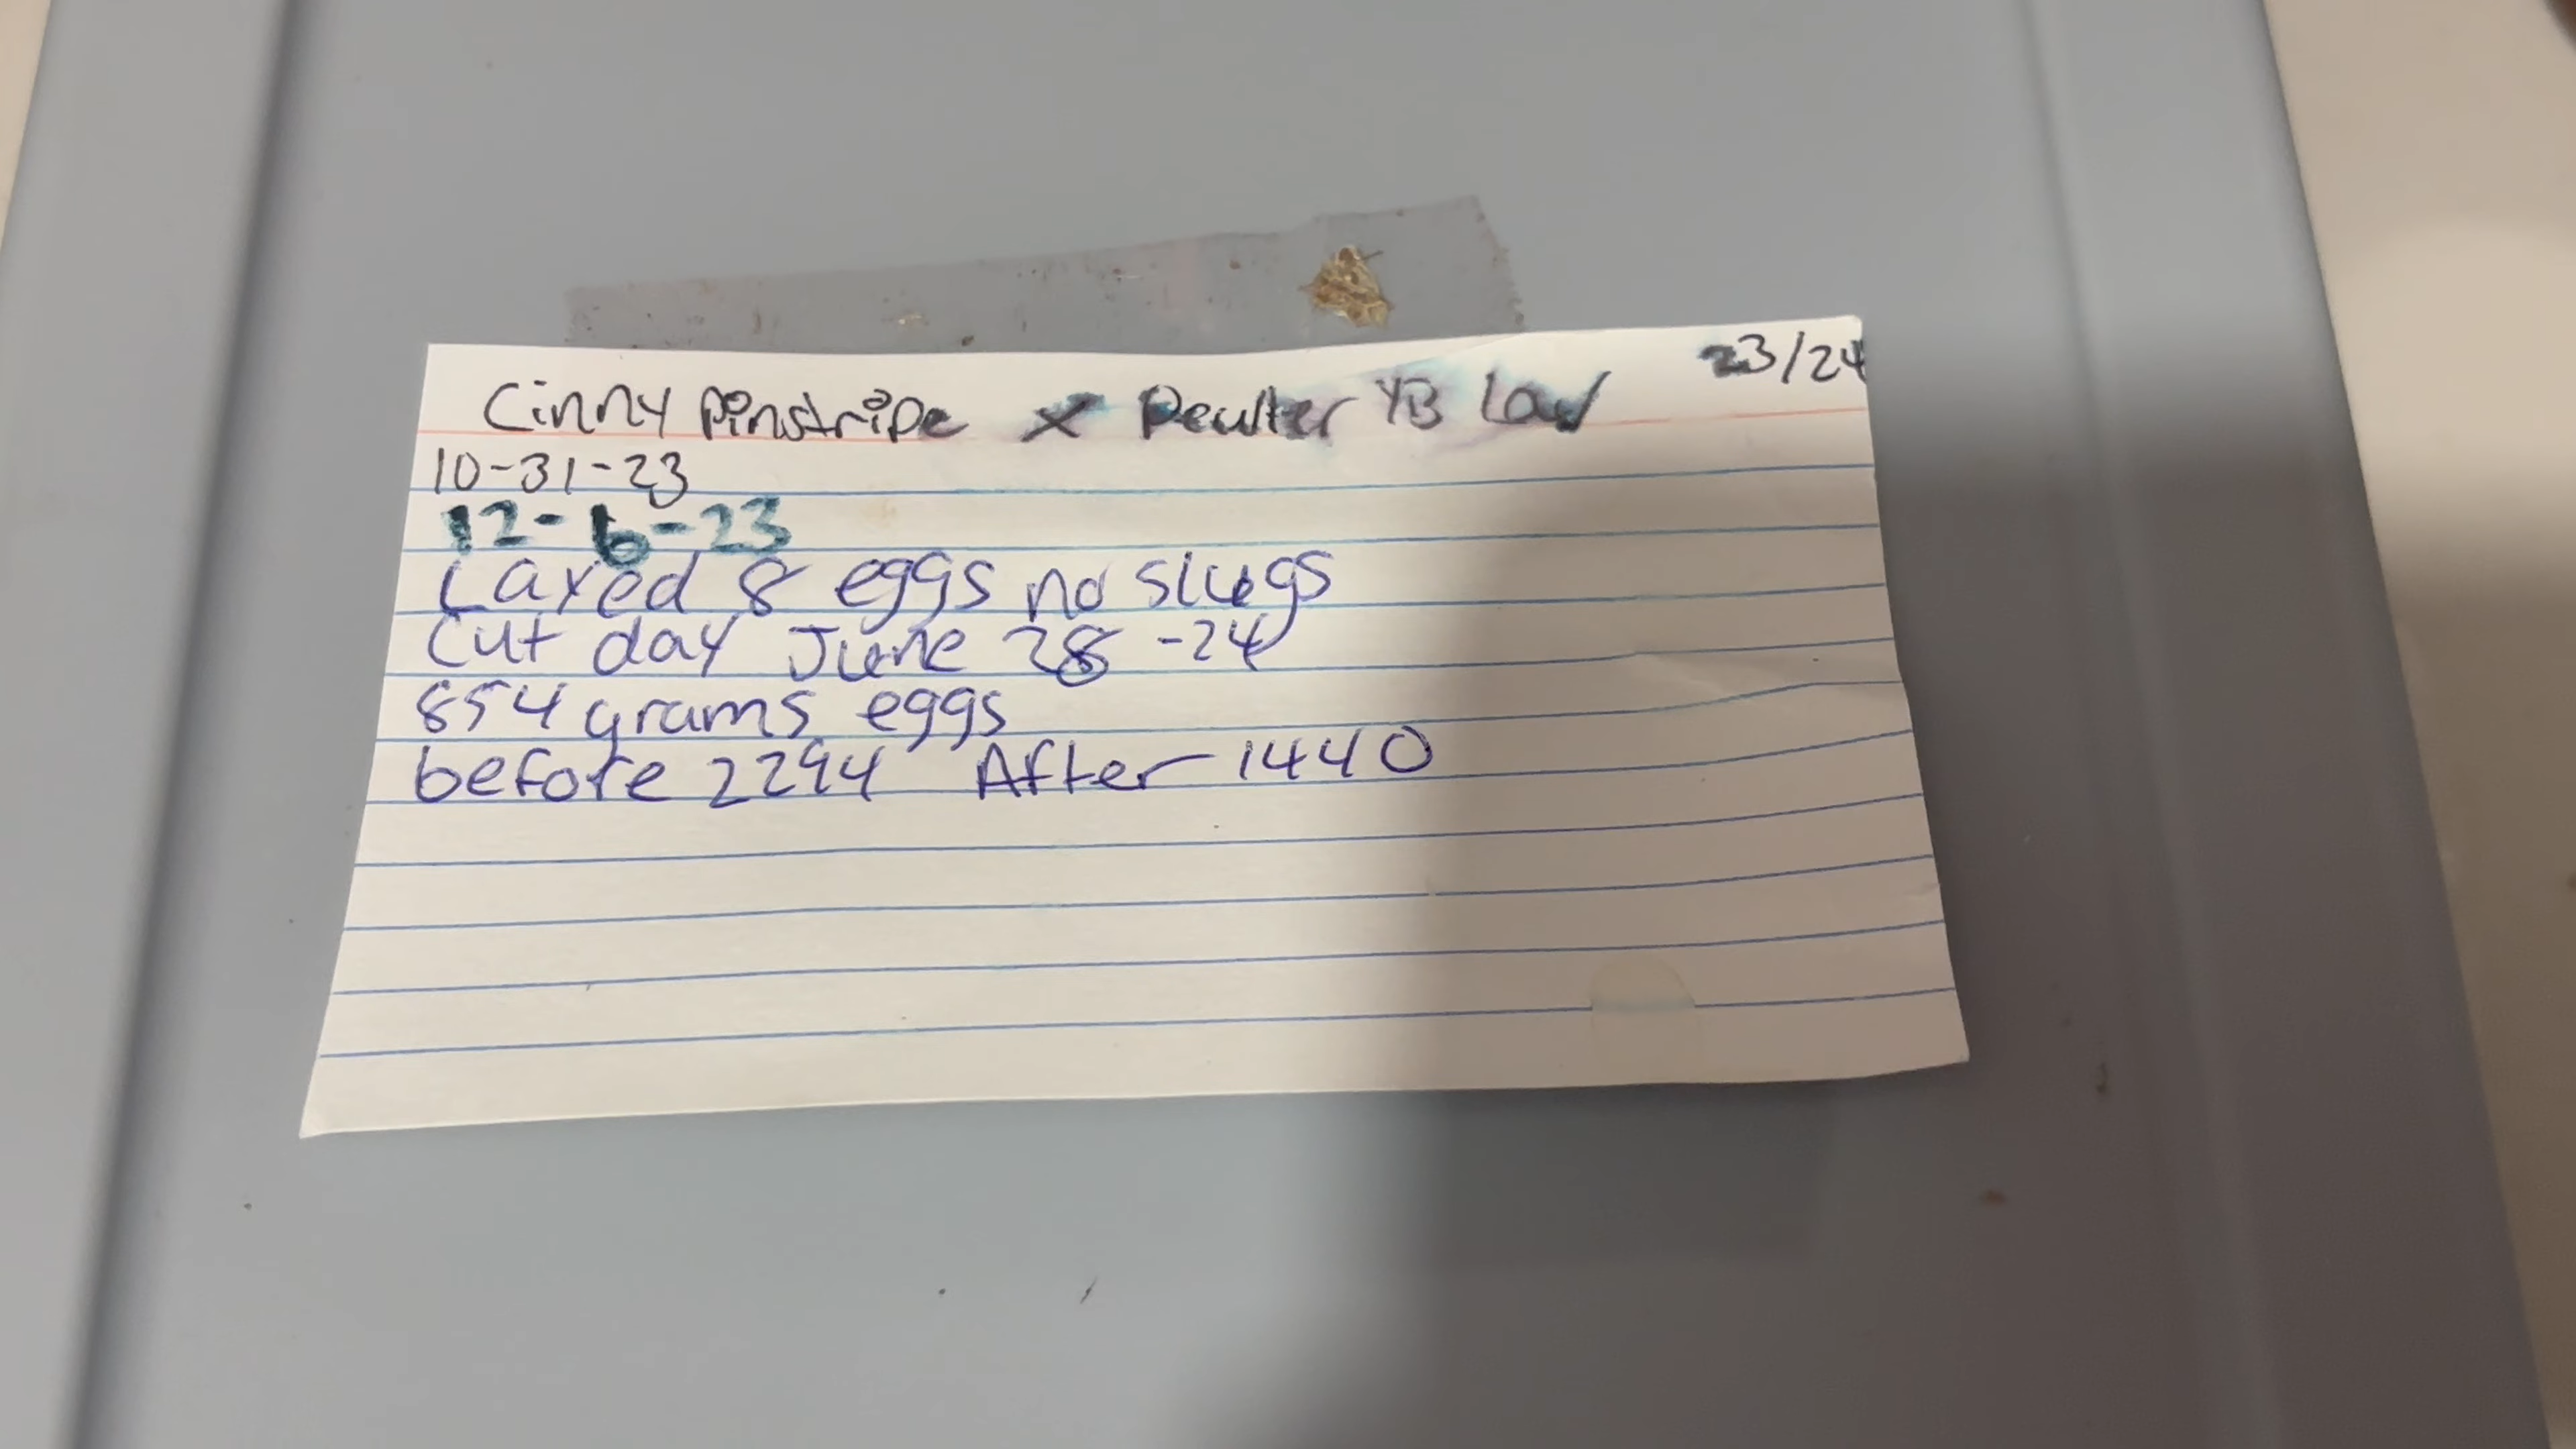 23/24
Cinny Pinstripe x Pewter YB Lav
10-31-23
12-6-23
Laxed 8 eggs no slugs
Cut day June 28 -24
854 grams eggs
before 2294 After 1440